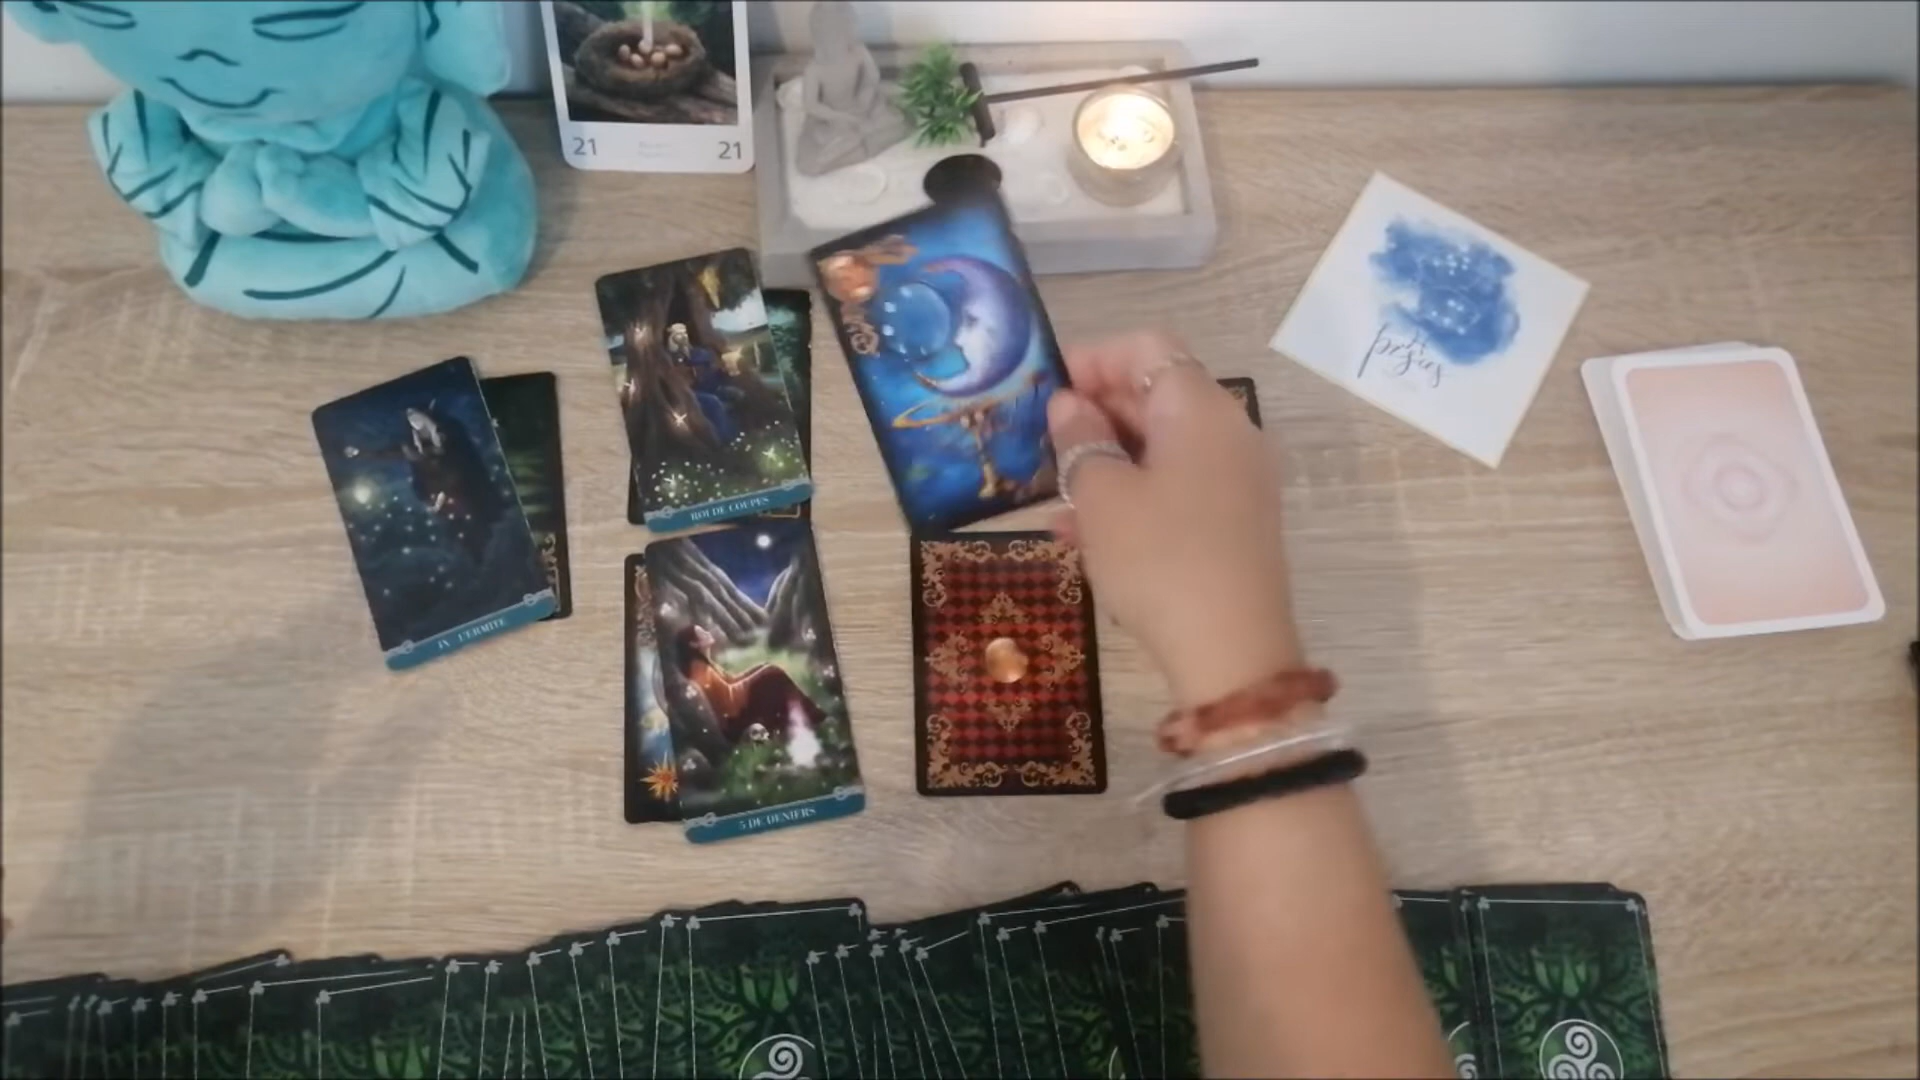 21
21
ROI DE COUPES
IX L'ERMITE
5 DE DENIERS